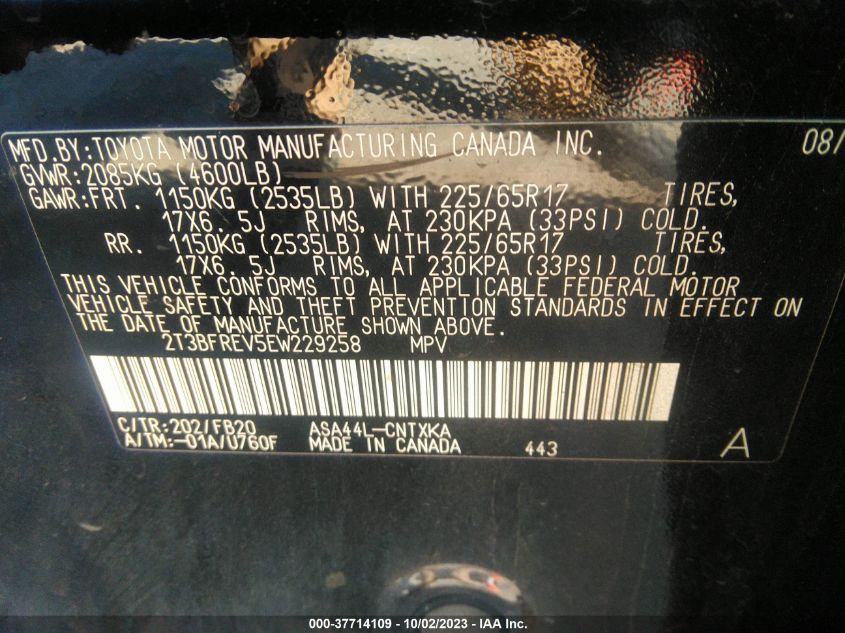 MFD.BY:TOYOTA MOTOR MANUFACTURING CANADA INC. 08/
GVWR:2085KG (4600LB)
GAWR:FRT. 1150KG (2535LB) WITH 225/65R17 TIRES,
17X6.5J RIMS, AT 230KPA (33PSI) COLD.
RR. 1150KG (2535LB) WITH 225/65R17 TIRES,
17X6.5J RIMS, AT 230KPA (33PSI) COLD.
THIS VEHICLE CONFORMS TO ALL APPLICABLE FEDERAL MOTOR
VEHICLE SAFETY AND THEFT PREVENTION STANDARDS IN EFFECT ON
THE DATE OF MANUFACTURE SHOWN ABOVE.
2T3BFREV5EW229258 MPV
C/TR:202/FB20 ASA44L-CNTXKA
A/TM:-01A/U760F MADE IN CANADA 443 A
000-37714109 - 10/02/2023 - IAA Inc.